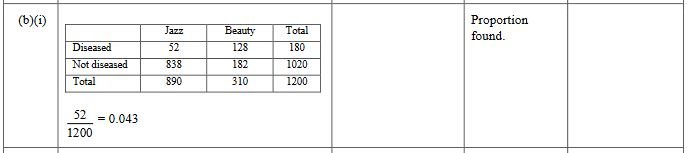 (b)(i)
Jazz Beauty Total
Diseased 52 128 180
Not diseased 838 182 1020
Total 890 310 1200
52
1200
= 0.043
Proportion
found.